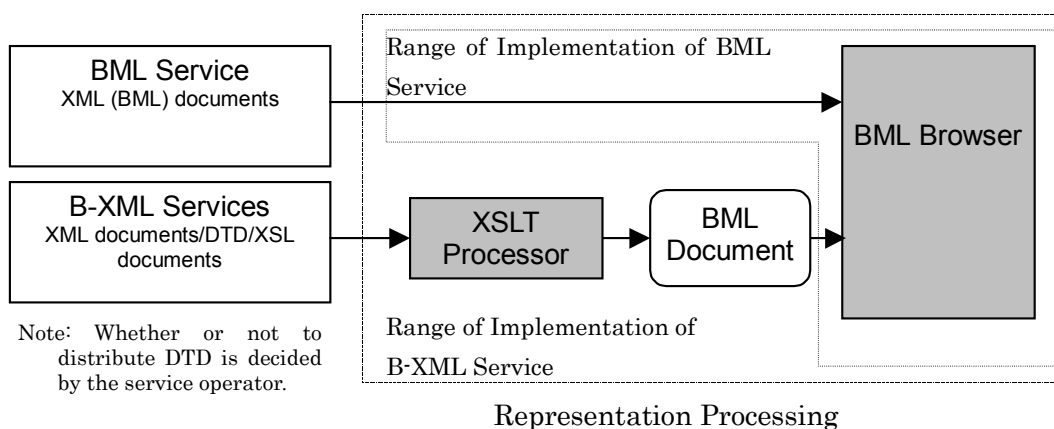 BML Service
XML (BML) documents
Range of Implementation of BML
Service
BML Browser
B-XML Services
XML documents/DTD/XSL
documents
XSLT
Processor
BML
Document
Note: Whether or not to
distribute DTD is decided
by the service operator.
Range of Implementation of
B-XML Service
Representation Processing